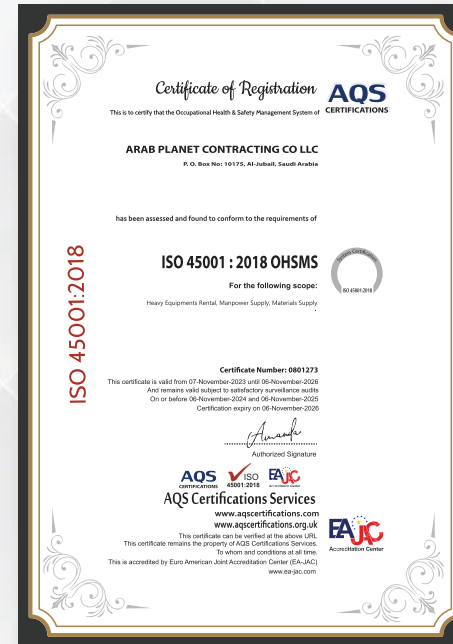 Certificate of Registration
AQS
CERTIFICATIONS
This is to certify that the Occupational Health & Safety Management System of
ARAB PLANET CONTRACTING CO LLC
P. O. Box No: 10175, Al-Jubail, Saudi Arabia
has been assessed and found to conform to the requirements of
ISO 45001:2018
ISO 45001 : 2018 OHSMS
System Certification
ISO 45001:2018
For the following scope:
Heavy Equipments Rental, Manpower Supply, Materials Supply
.
Certificate Number: 0801273
This certificate is valid from 07-November-2023 until 06-November-2026
And remains valid subject to satisfactory surveillance audits
On or before 06-November-2024 and 06-November-2025
Certification expiry on 06-November-2026
Amanda
Authorized Signature
AQS
CERTIFICATIONS
ISO
45001:2018
EAJAC
AQS Certifications Services
www.aqscertifications.com
www.aqscertifications.org.uk
This certificate can be verified at the above URL
This certificate remains the property of AQS Certifications Services.
To whom and conditions at all time.
This is accredited by Euro American Joint Accreditation Center (EA-JAC)
www.ea-jac.com
EAJAC
Accreditation Center